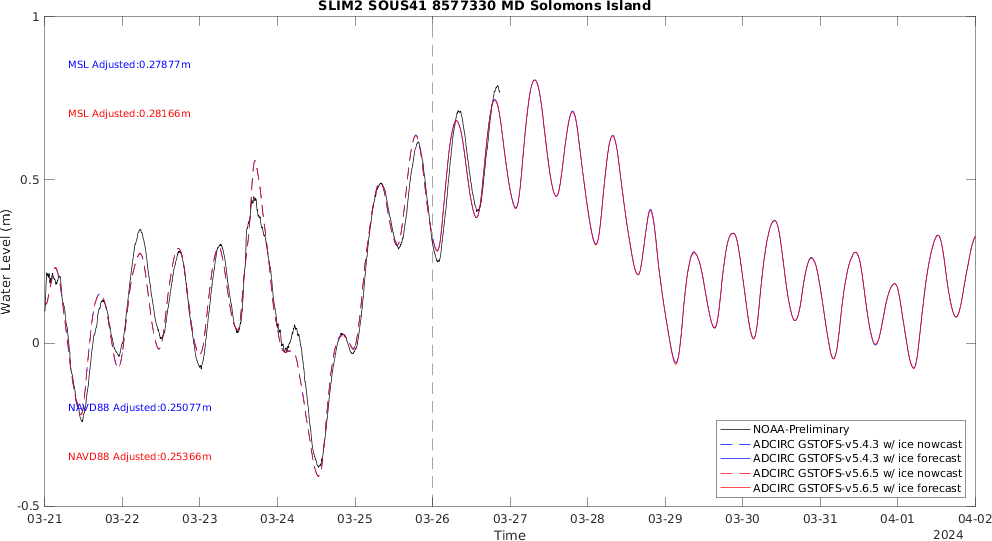 SLIM2 SOUS41 8577330 MD Solomons Island
1
MSL Adjusted:0.27877m
MSL Adjusted:0.28166m
0.5
Water Level (m)
0
NAVD88 Adjusted:0.25077m
NAVD88 Adjusted:0.25366m
NOAA-Preliminary
ADCIRC GSTOFS-v5.4.3 w/ ice nowcast
ADCIRC GSTOFS-v5.4.3 w/ ice forecast
ADCIRC GSTOFS-v5.6.5 w/ ice nowcast
ADCIRC GSTOFS-v5.6.5 w/ ice forecast
-0.5
03-21 03-22 03-23 03-24 03-25 03-26 03-27 03-28 03-29 03-30 03-31 04-01 04-02
Time
2024